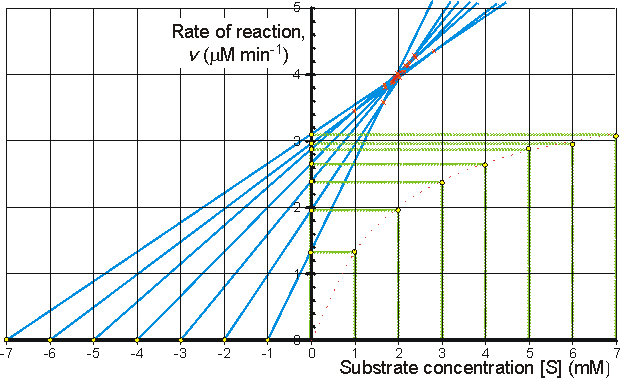 5
Rate of reaction,
v (µM min-1)
4
3
2
1
0
-7 -6 -5 -4 -3 -2 -1 0 1 2 3 4 5 6 7
Substrate concentration [S] (mM)